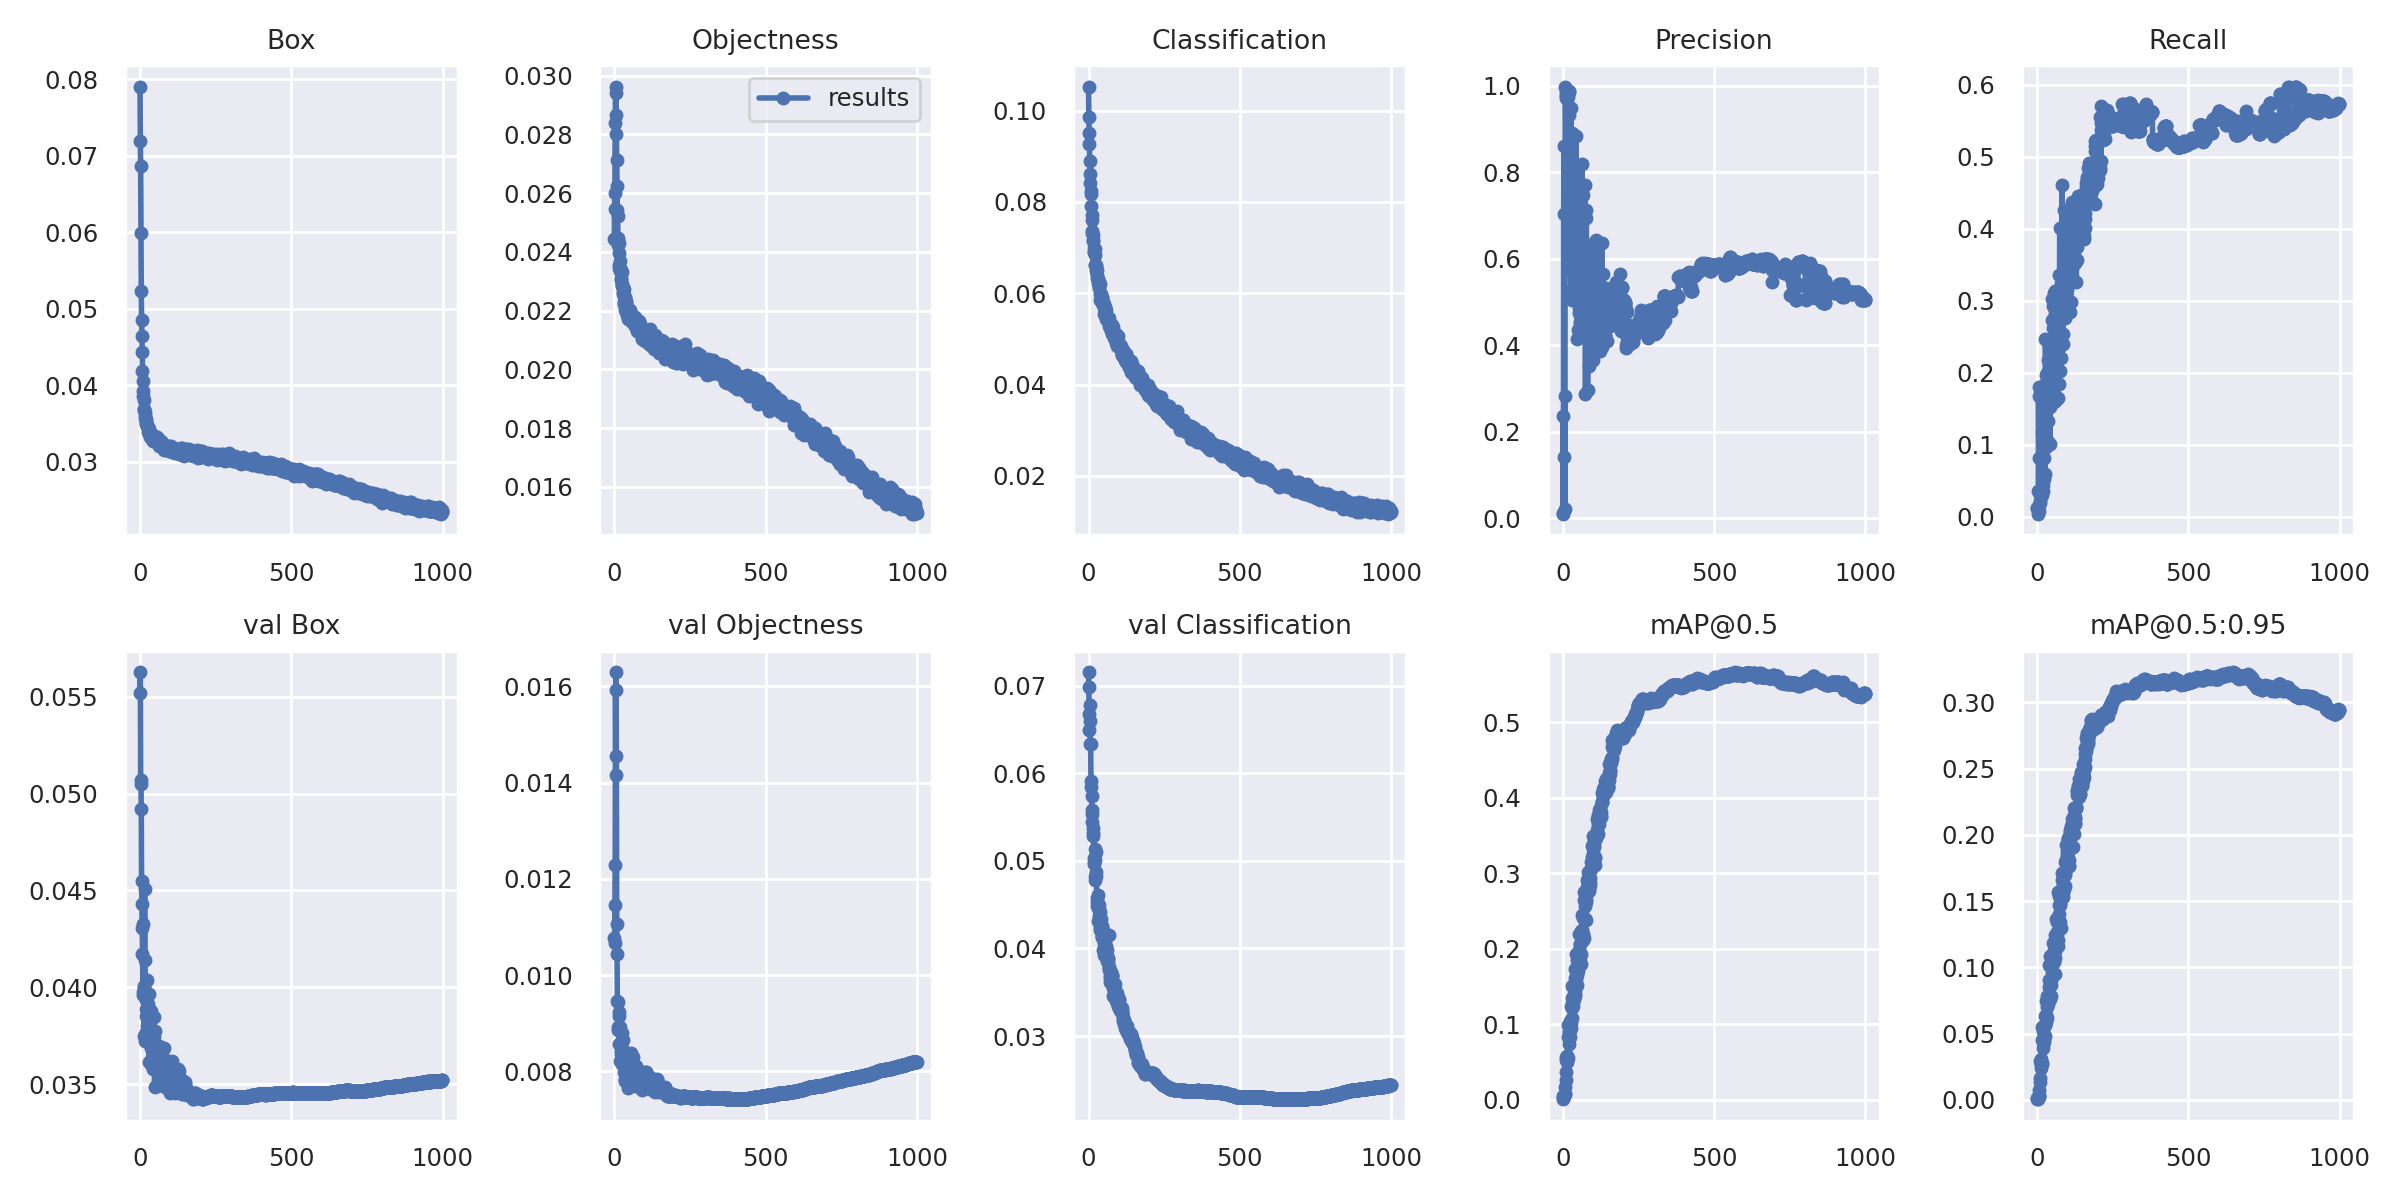 Box
0.08
0.07
0.06
0.05
0.04
0.03
0 500 1000
Objectness
results
0.030
0.028
0.026
0.024
0.022
0.020
0.018
0.016
0 500 1000
Classification
0.10
0.08
0.06
0.04
0.02
0 500 1000
Precision
1.0
0.8
0.6
0.4
0.2
0.0
0 500 1000
Recall
0.6
0.5
0.4
0.3
0.2
0.1
0.0
0 500 1000
val Box
0.055
0.050
0.045
0.040
0.035
0 500 1000
val Objectness
0.016
0.014
0.012
0.010
0.008
0 500 1000
val Classification
0.07
0.06
0.05
0.04
0.03
0 500 1000
mAP@0.5
0.5
0.4
0.3
0.2
0.1
0.0
0 500 1000
mAP@0.5:0.95
0.30
0.25
0.20
0.15
0.10
0.05
0.00
0 500 1000